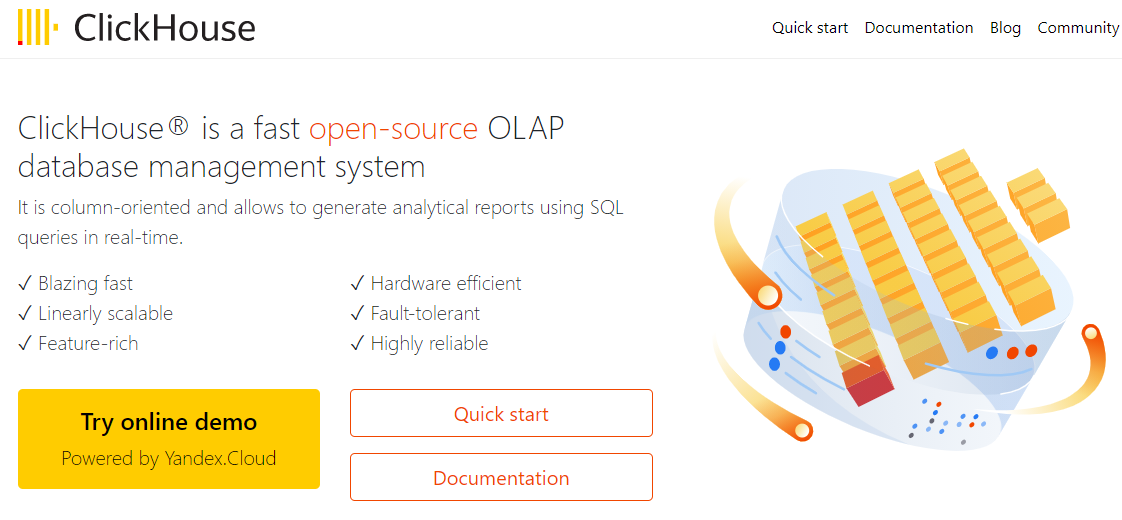 ClickHouse
Quick start Documentation Blog Community
ClickHouse® is a fast open-source OLAP
database management system
It is column-oriented and allows to generate analytical reports using SQL
queries in real-time.
✓ Blazing fast
✓ Linearly scalable
✓ Feature-rich
✓ Hardware efficient
✓ Fault-tolerant
✓ Highly reliable
Try online demo
Powered by Yandex.Cloud
Quick start
Documentation